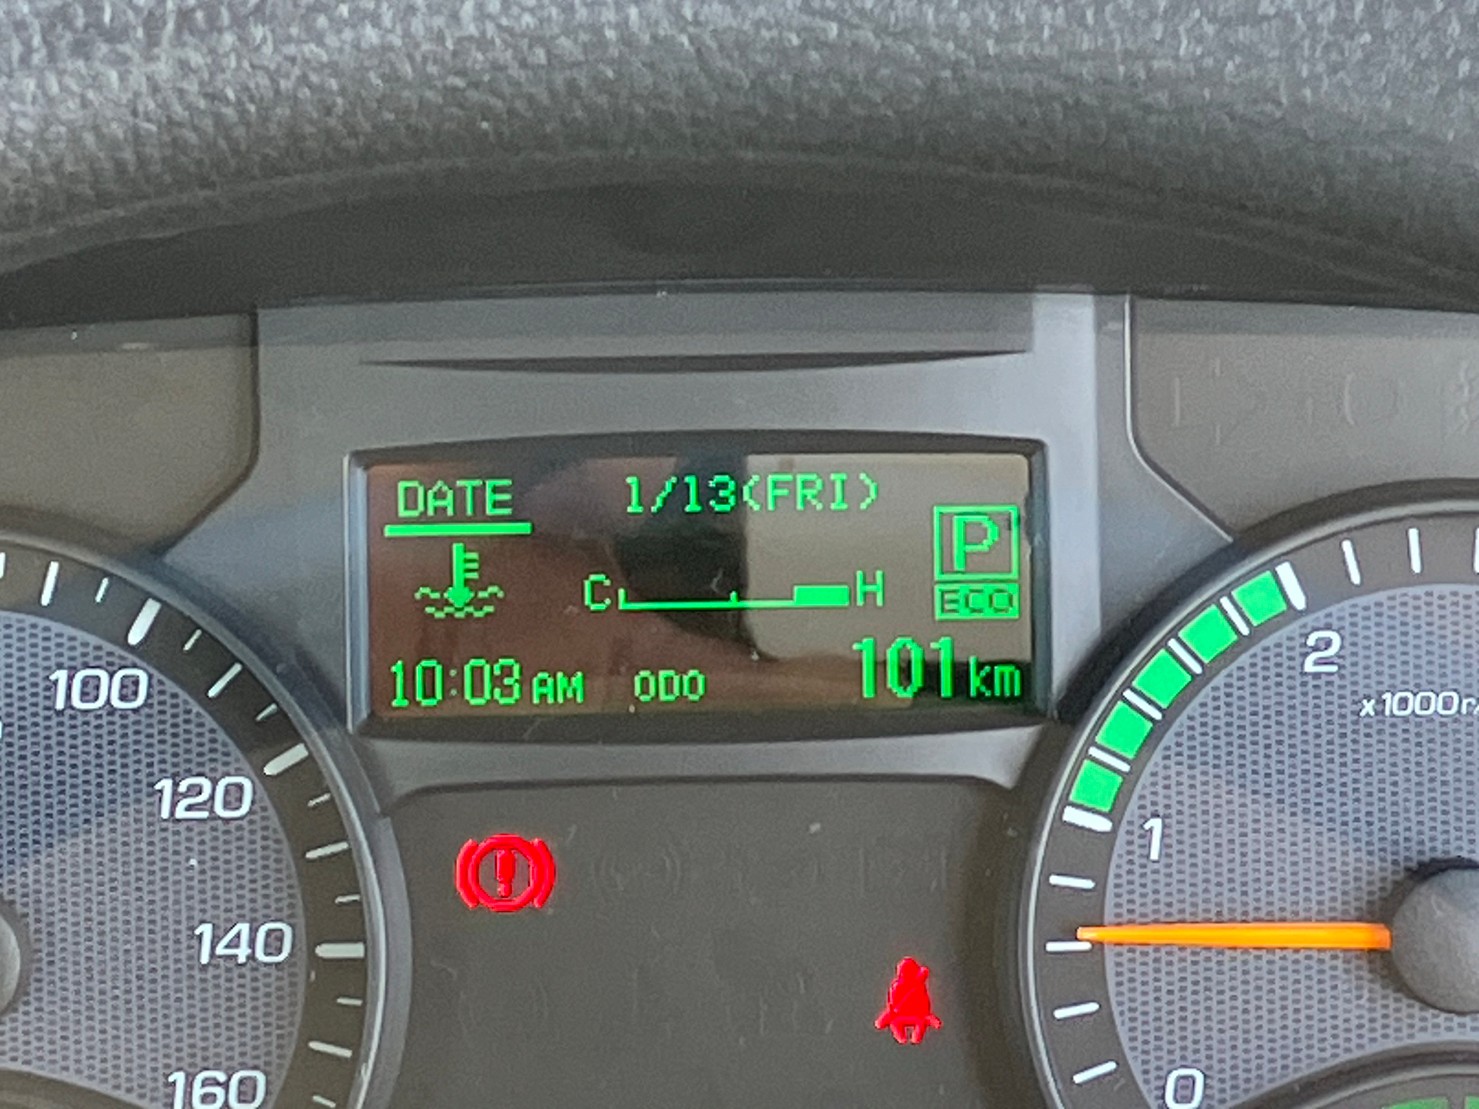 DATE 1/13(FRI)
P
ECO
C H
10:03 AM ODO 101 km
100
120
140
160
2
x1000r/
1
0